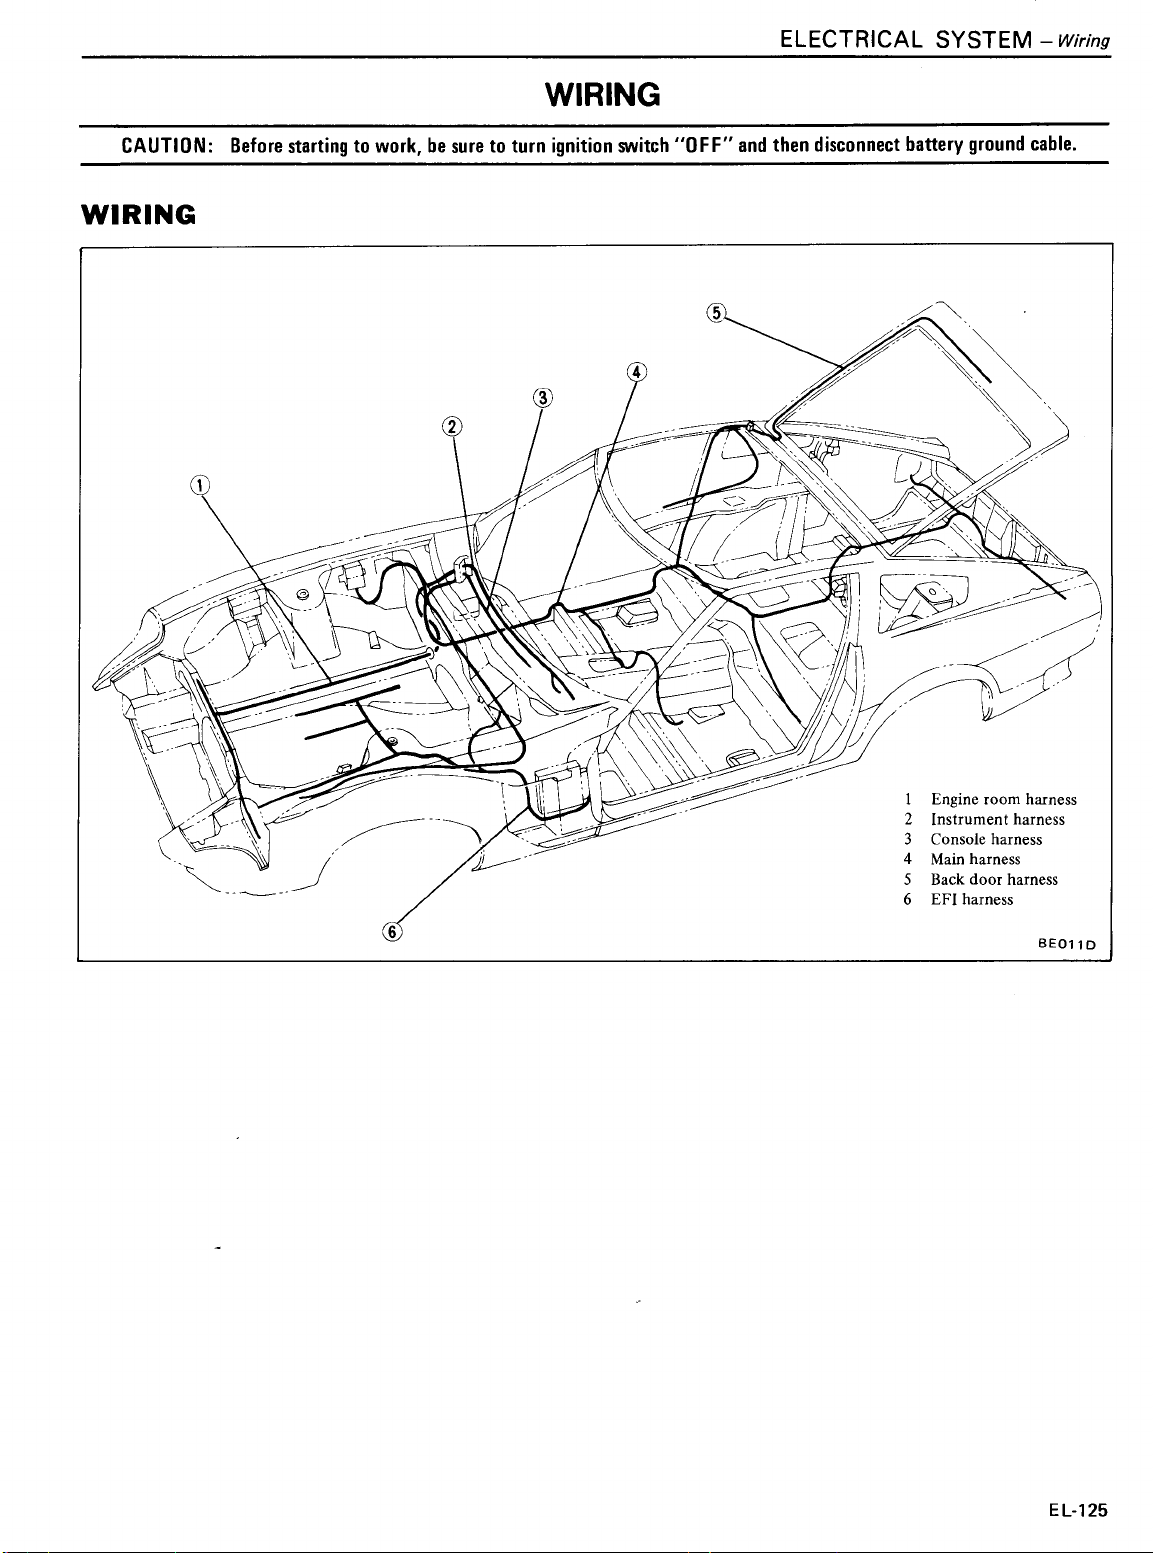 ELECTRICAL SYSTEM – Wiring
WIRING
CAUTION: Before starting to work, be sure to turn ignition switch "OFF" and then disconnect battery ground cable.
WIRING
5
4
3
2
1
6
1 Engine room harness
2 Instrument harness
3 Console harness
4 Main harness
5 Back door harness
6 EFI harness
BE011D
EL-125